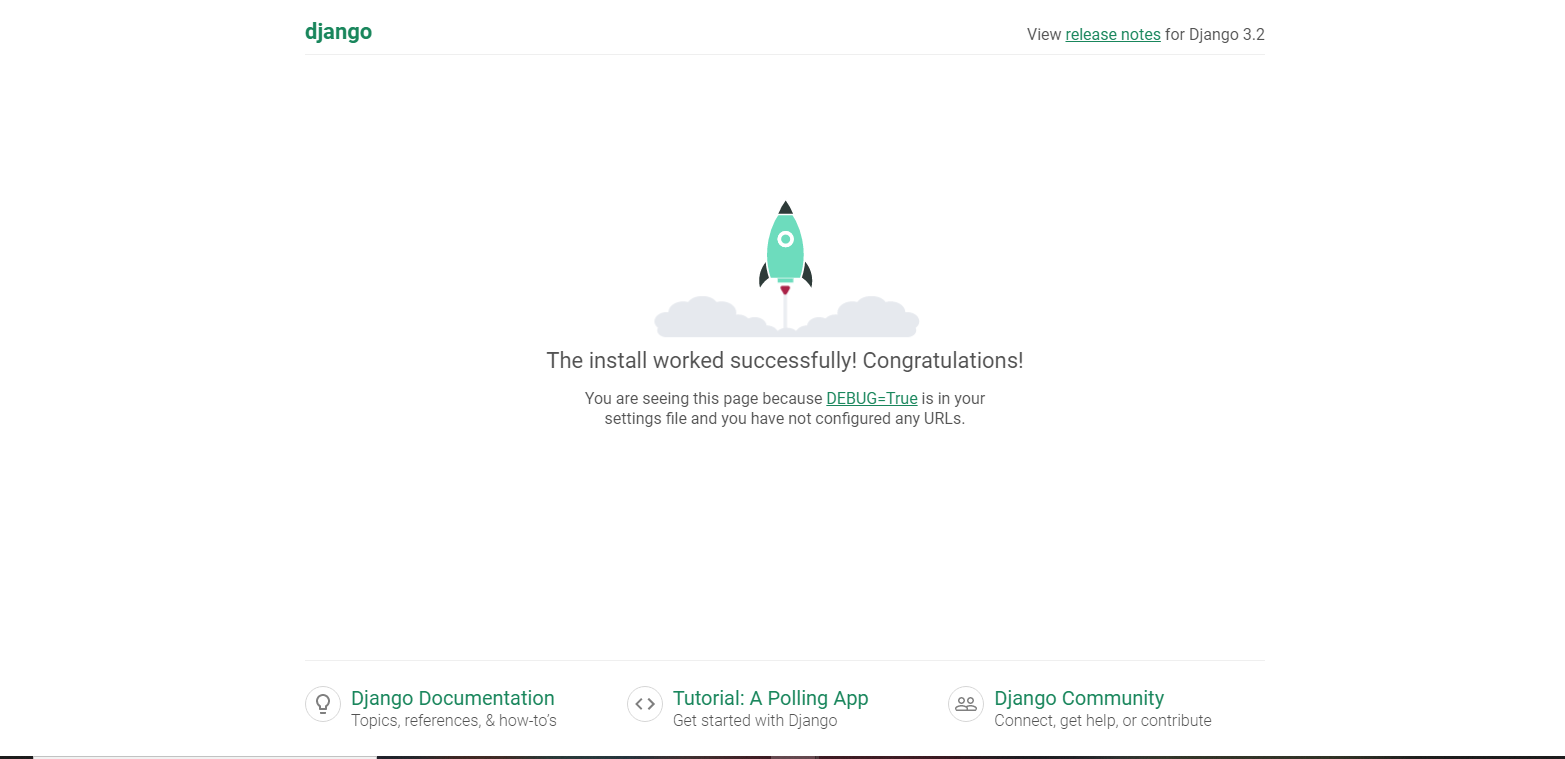 django
View release notes for Django 3.2
The install worked successfully! Congratulations!
You are seeing this page because DEBUG=True is in your
settings file and you have not configured any URLs.
Django Documentation
Topics, references, & how-to's
Tutorial: A Polling App
Get started with Django
Django Community
Connect, get help, or contribute